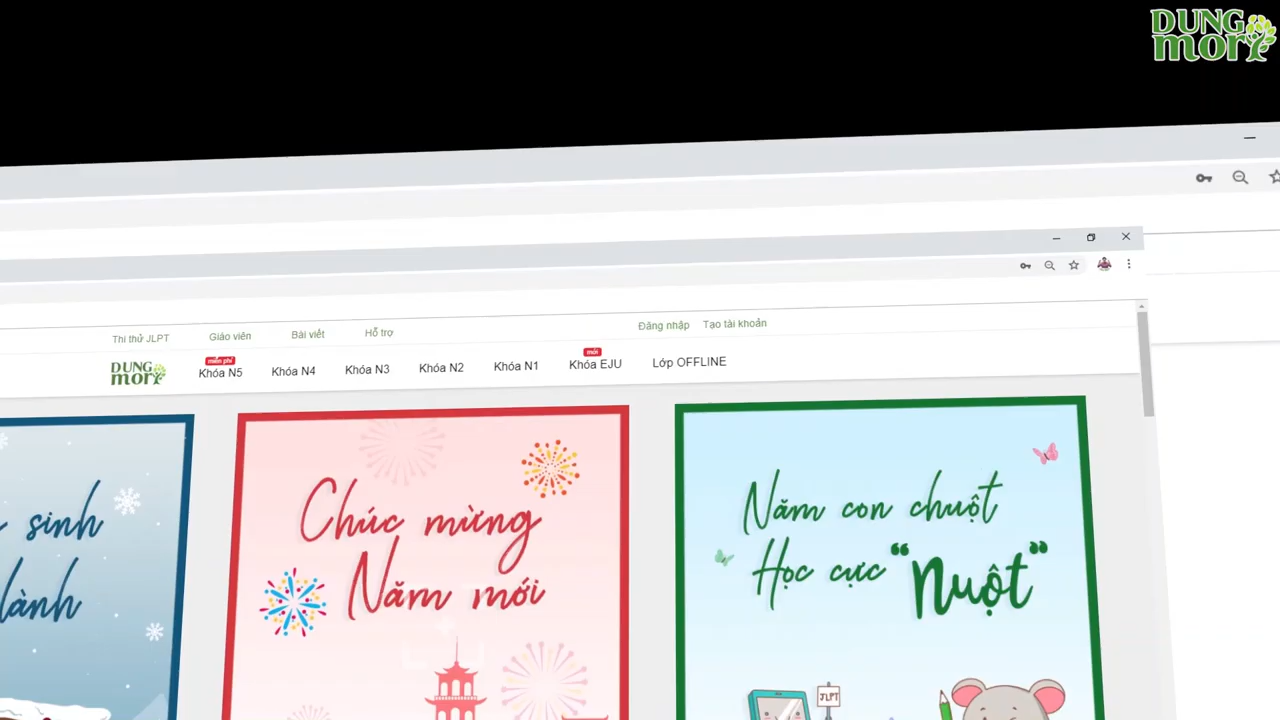 DUNG
mori
Thi thử JLPT
Giáo viên
Bài viết
Hỗ trợ
Đăng nhập
Tạo tài khoản
DUNG
mori
miễn phí
Khóa N5
Khóa N4
Khóa N3
Khóa N2
Khóa N1
mới
Khóa EJU
Lớp OFFLINE
sinh
lành
Chúc mừng
Năm mới
Năm con chuột
Học cực “Nuột”
JLPT